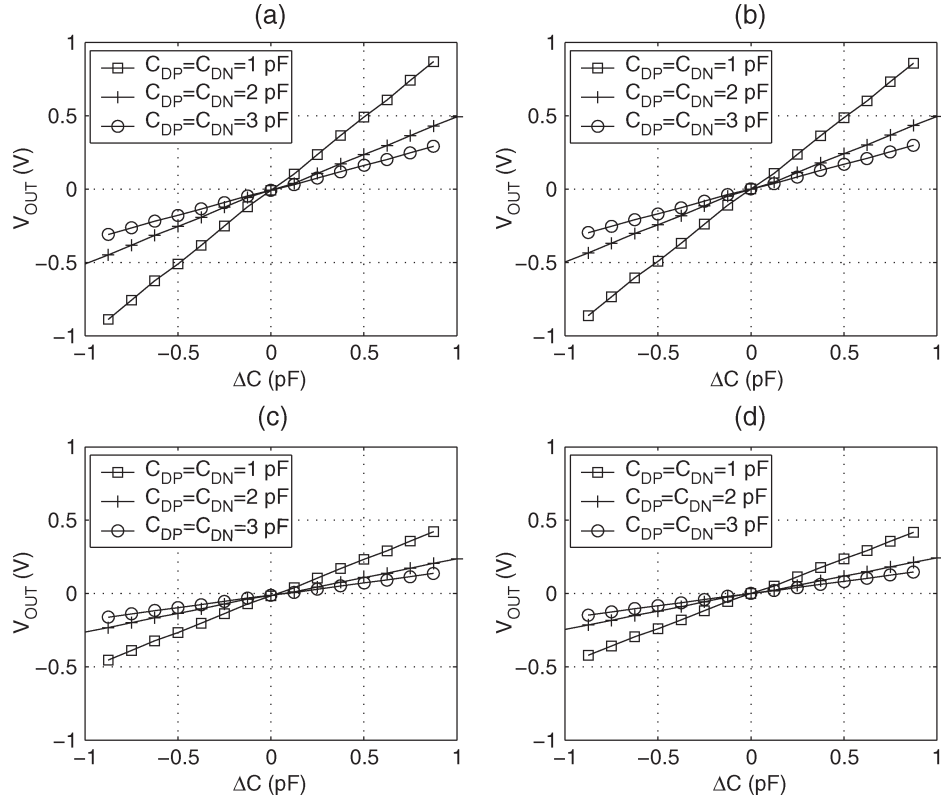 (a)
1
0.5
0
−0.5
−1
−1
−0.5
0
0.5
1
V_OUT (V)
ΔC (pF)
C_DP=C_DN=1 pF
C_DP=C_DN=2 pF
C_DP=C_DN=3 pF
(b)
1
0.5
0
−0.5
−1
−1
−0.5
0
0.5
1
V_OUT (V)
ΔC (pF)
C_DP=C_DN=1 pF
C_DP=C_DN=2 pF
C_DP=C_DN=3 pF
(c)
1
0.5
0
−0.5
−1
−1
−0.5
0
0.5
1
V_OUT (V)
ΔC (pF)
C_DP=C_DN=1 pF
C_DP=C_DN=2 pF
C_DP=C_DN=3 pF
(d)
1
0.5
0
−0.5
−1
−1
−0.5
0
0.5
1
V_OUT (V)
ΔC (pF)
C_DP=C_DN=1 pF
C_DP=C_DN=2 pF
C_DP=C_DN=3 pF